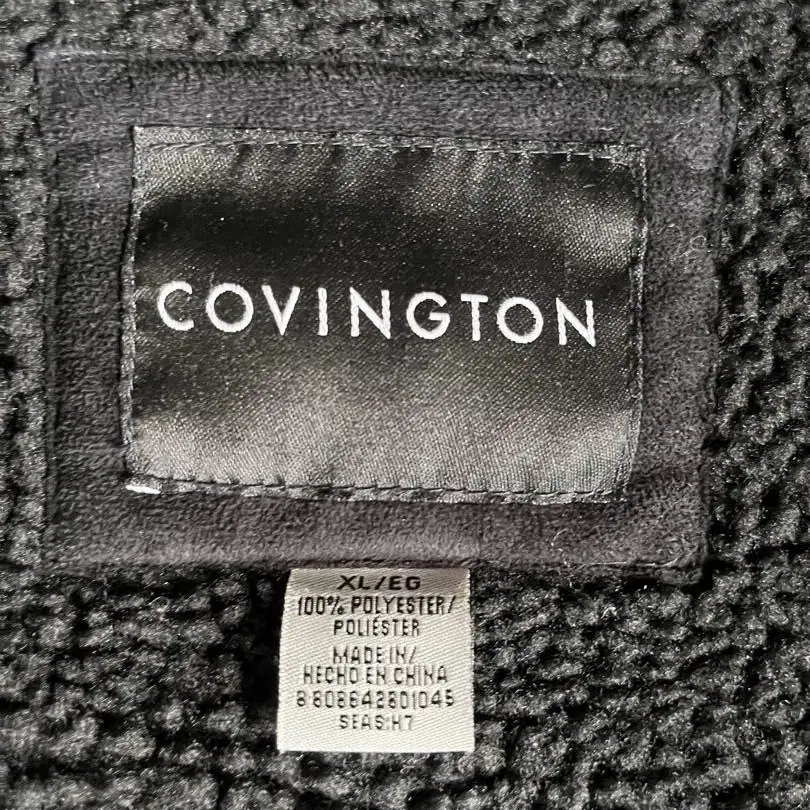 COVINGTON
XL/EG
100% POLYESTER/
POLIÉSTER
MADE IN/
HECHO EN CHINA
8 808642801045
SEAS:H7